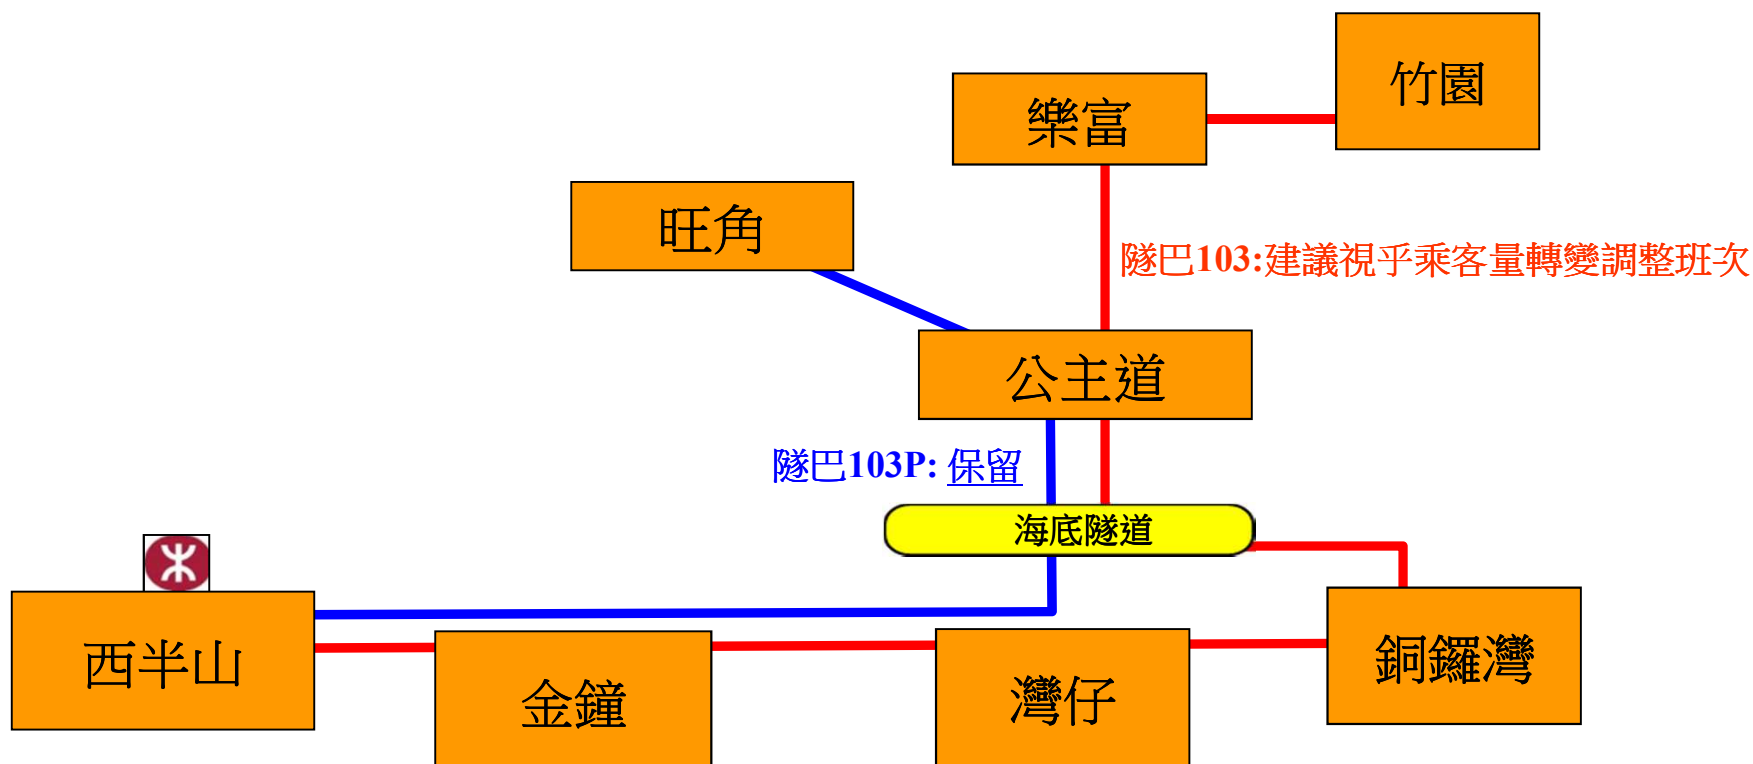 竹園
樂富
旺角
隧巴103:建議視乎乘客量轉變調整班次
公主道
隧巴103P: 保留
海底隧道
西半山
金鐘
灣仔
銅鑼灣